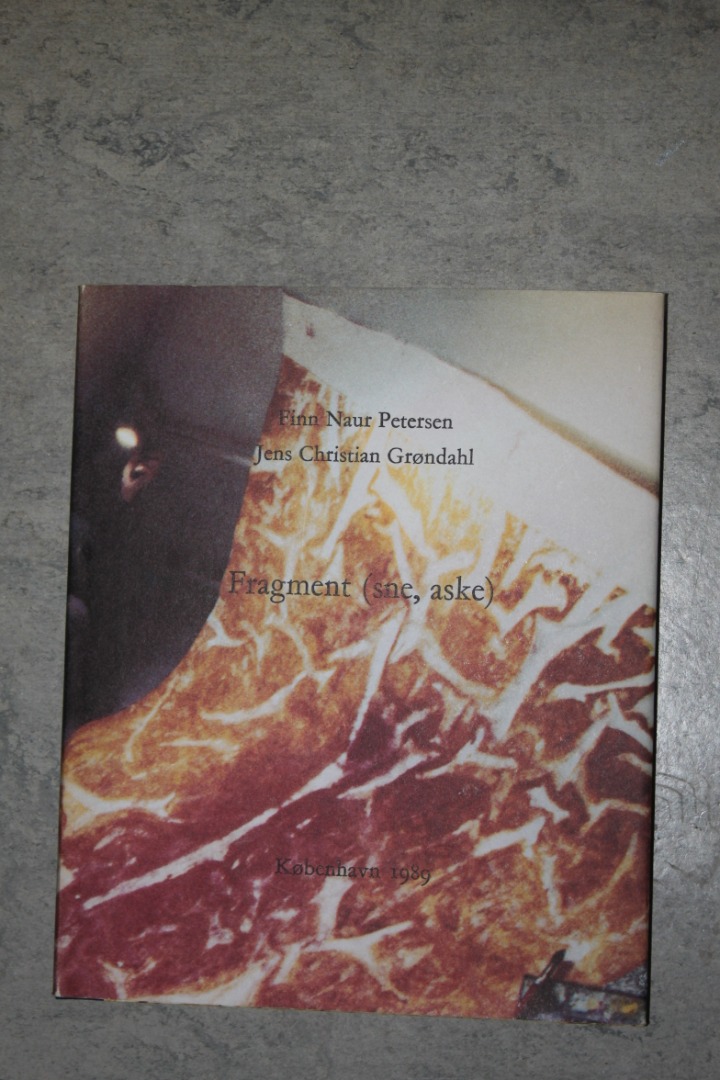 Finn Naur Petersen
Jens Christian Grøndahl
Fragment (sne, aske)
København 1989